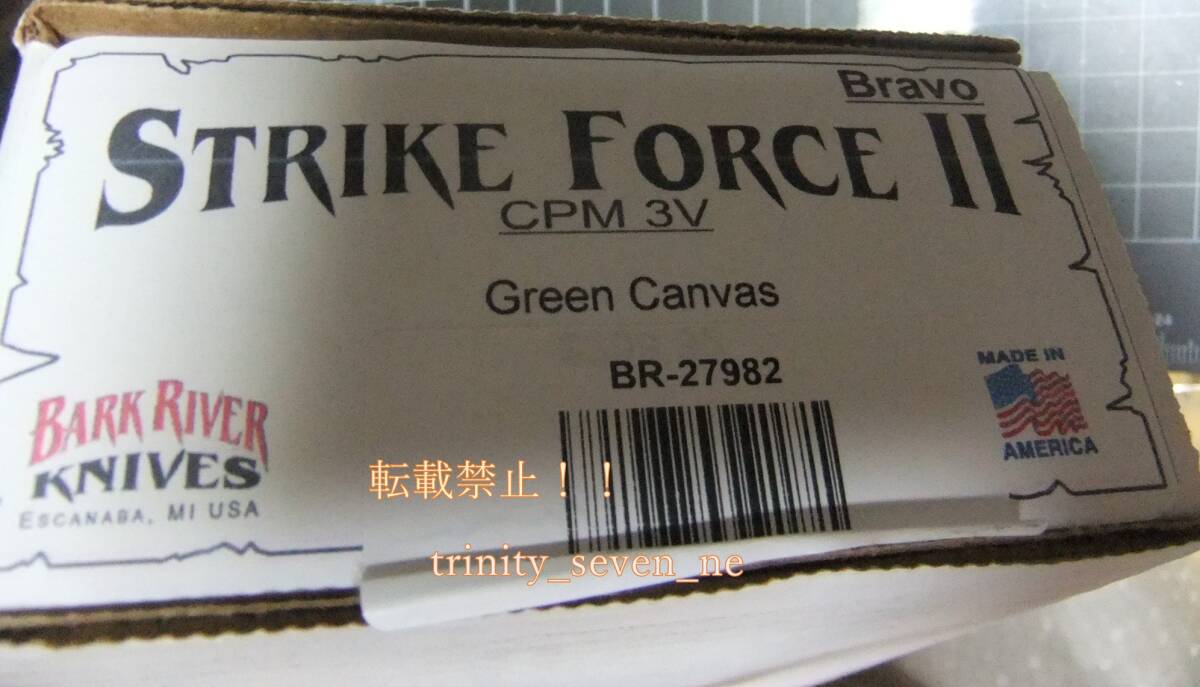 Bravo
STRIKE FORCE II
CPM 3V
Green Canvas
BR-27982
MADE IN
AMERICA
BARK RIVER
KNIVES
ESCANABA, MI USA
転載禁止！！
trinity_seven_ne